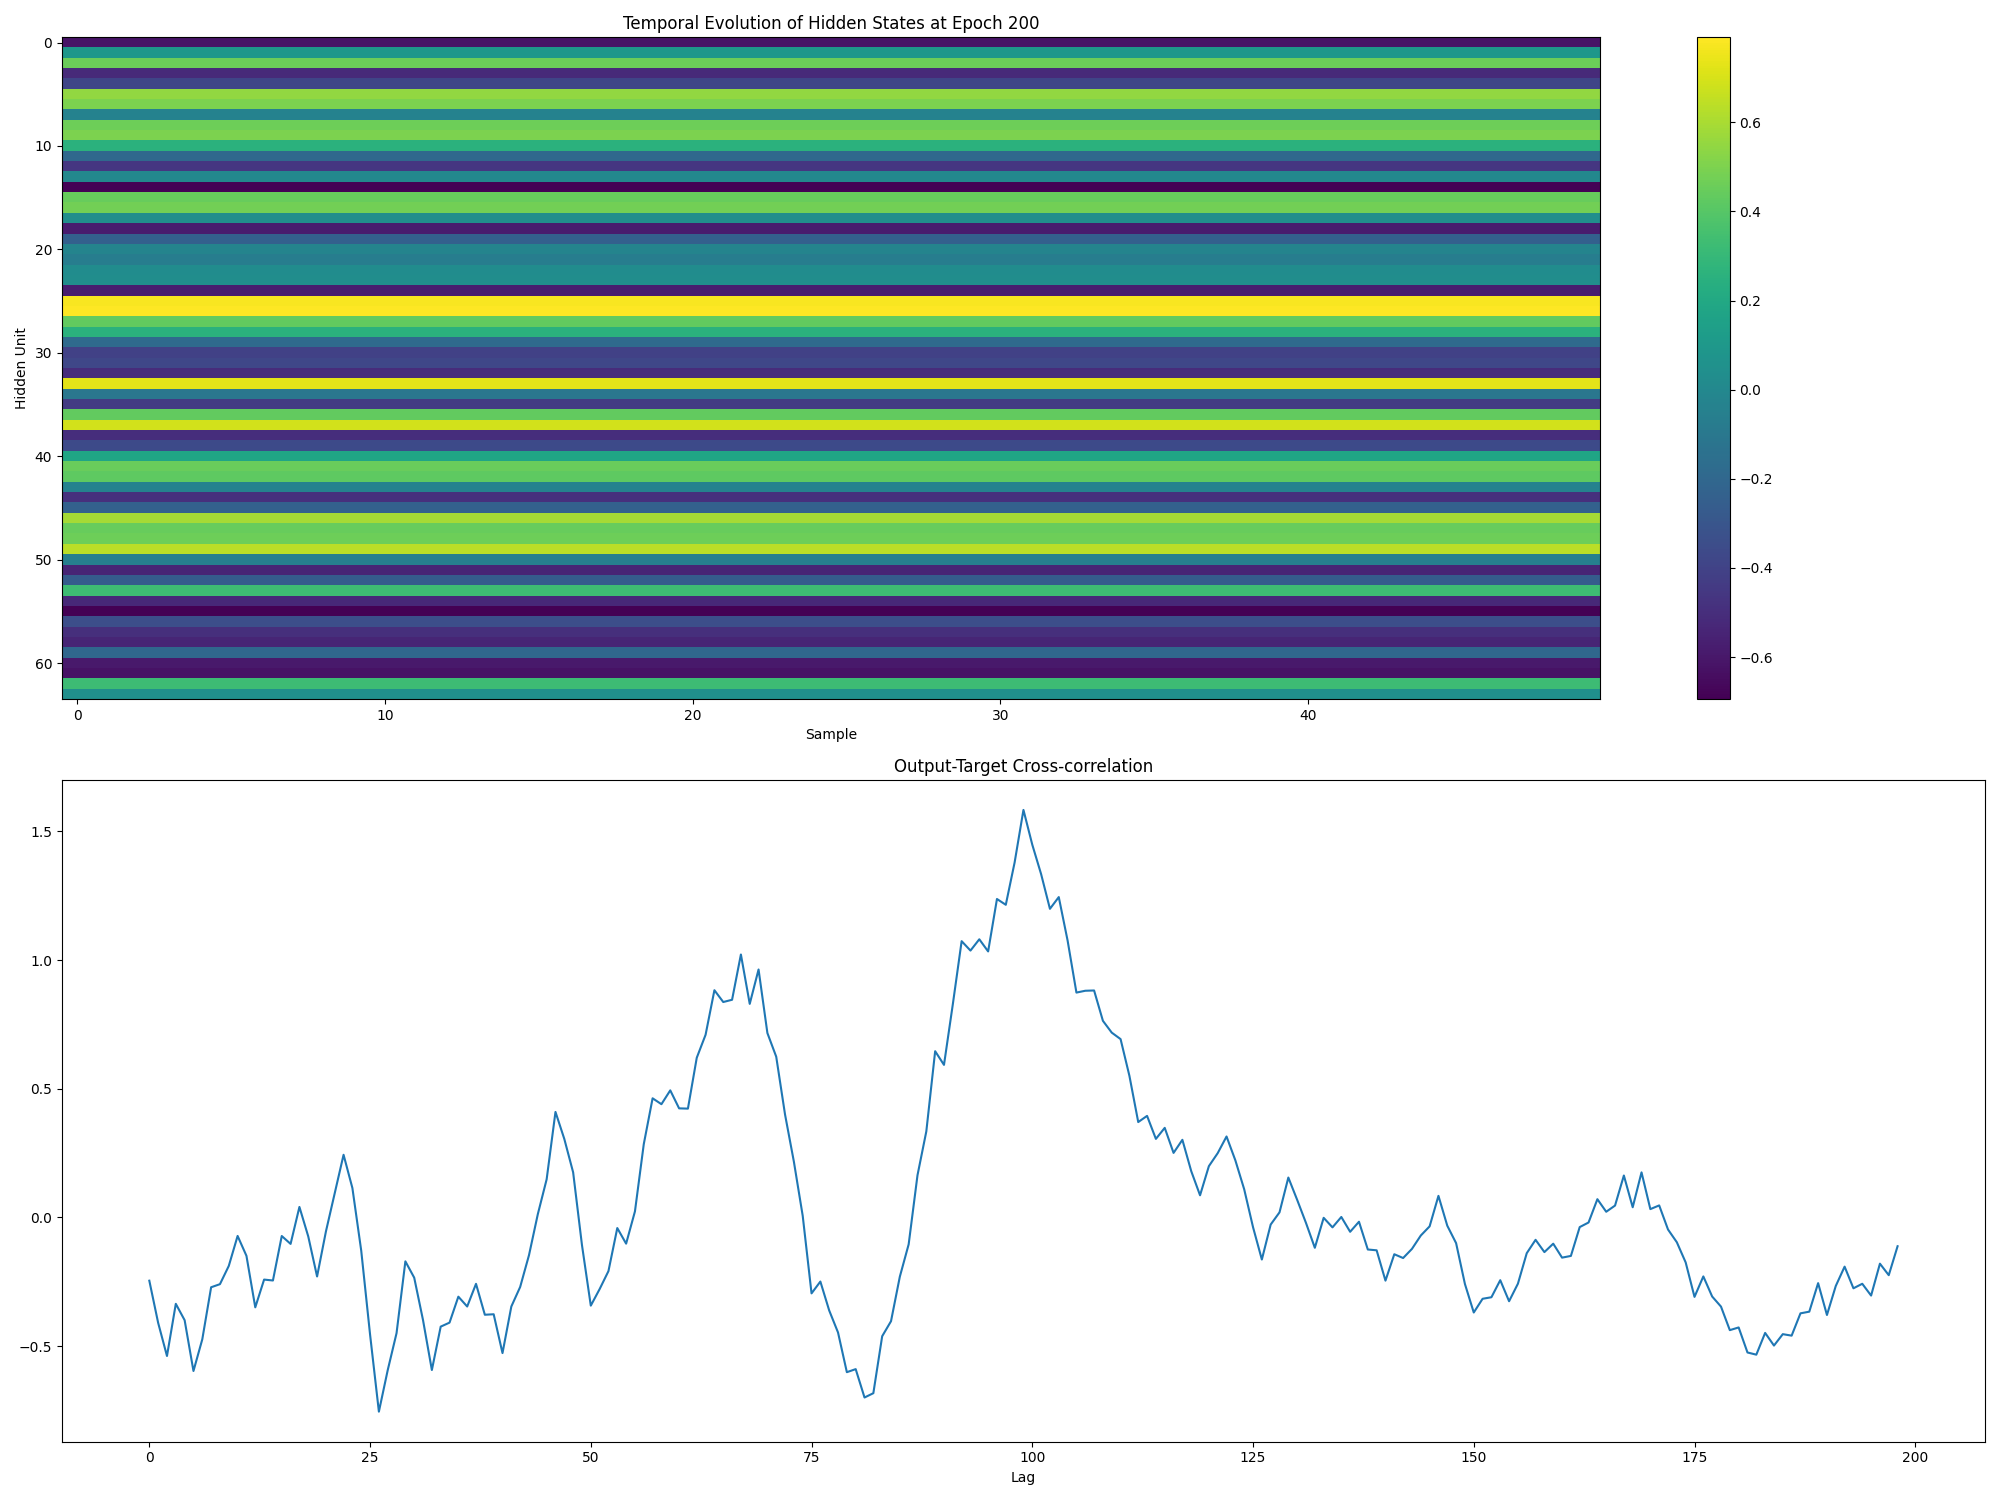 Temporal Evolution of Hidden States at Epoch 200
Hidden Unit
0
10
20
30
40
50
60
0 10 20 30 40
Sample
0.6
0.4
0.2
0.0
−0.2
−0.4
−0.6
Output-Target Cross-correlation
1.5
1.0
0.5
0.0
−0.5
0 25 50 75 100 125 150 175 200
Lag